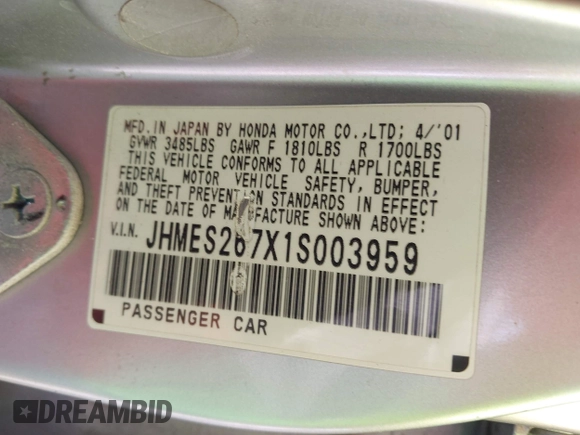 MFD.IN JAPAN BY HONDA MOTOR CO.,LTD; 4/'01
GVWR 3485LBS GAWR F 1810LBS R 1700LBS
THIS VEHICLE CONFORMS TO ALL APPLICABLE
FEDERAL MOTOR VEHICLE SAFETY, BUMPER,
AND THEFT PREVENTION STANDARDS IN EFFECT
ON THE DATE OF MANUFACTURE SHOWN ABOVE:
V.I.N. JHMES267X1S003959
PASSENGER CAR
DREAMBID